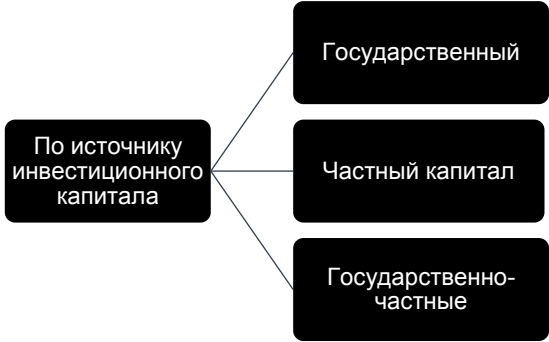 По источнику
инвестиционного
капитала
Государственный
Частный капитал
Государственно-
частные